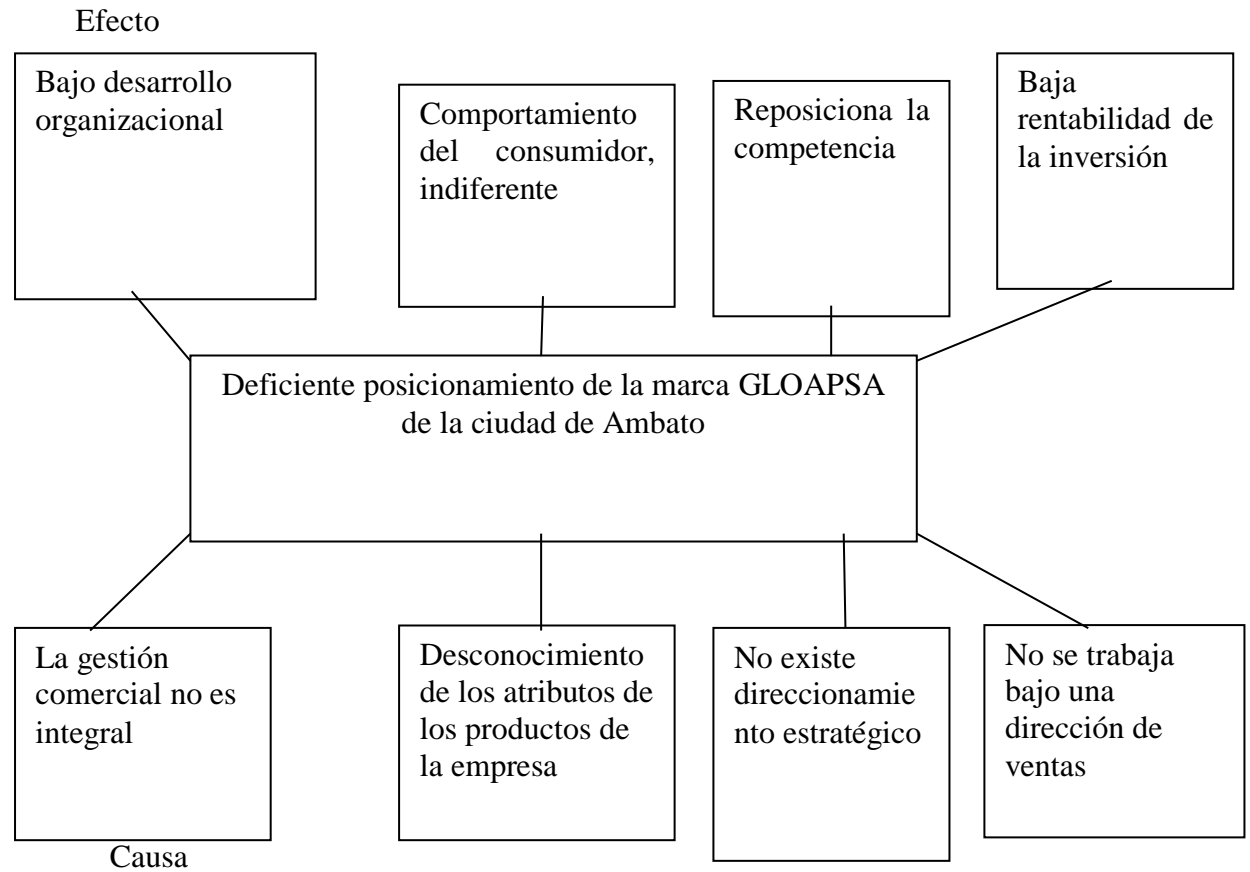 Efecto
Bajo desarrollo
organizacional
Comportamiento
del consumidor,
indiferente
Reposiciona la
competencia
Baja
rentabilidad de
la inversión
Deficiente posicionamiento de la marca GLOAPSA
de la ciudad de Ambato
La gestión
comercial no es
integral
Desconocimiento
de los atributos de
los productos de
la empresa
No existe
direccionamie
nto estratégico
No se trabaja
bajo una
dirección de
ventas
Causa